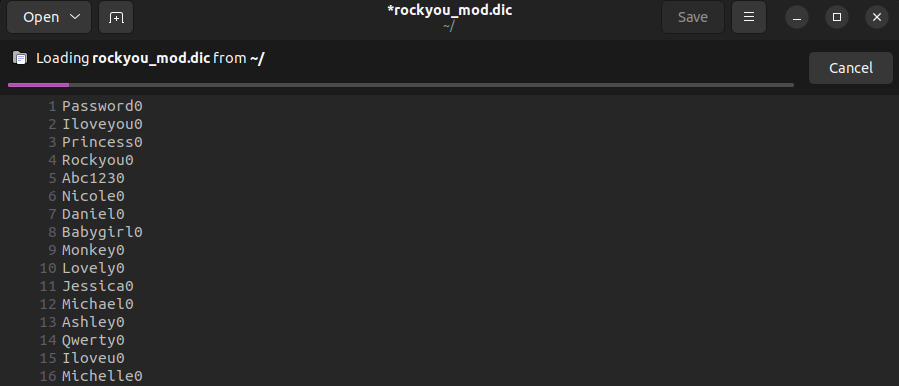 Open
*rockyou_mod.dic
~/
Save
Loading rockyou_mod.dic from ~/
Cancel
1 Password0
2 Iloveyou0
3 Princess0
4 Rockyou0
5 Abc1230
6 Nicole0
7 Daniel0
8 Babygirl0
9 Monkey0
10 Lovely0
11 Jessica0
12 Michael0
13 Ashley0
14 Qwerty0
15 Iloveu0
16 Michelle0